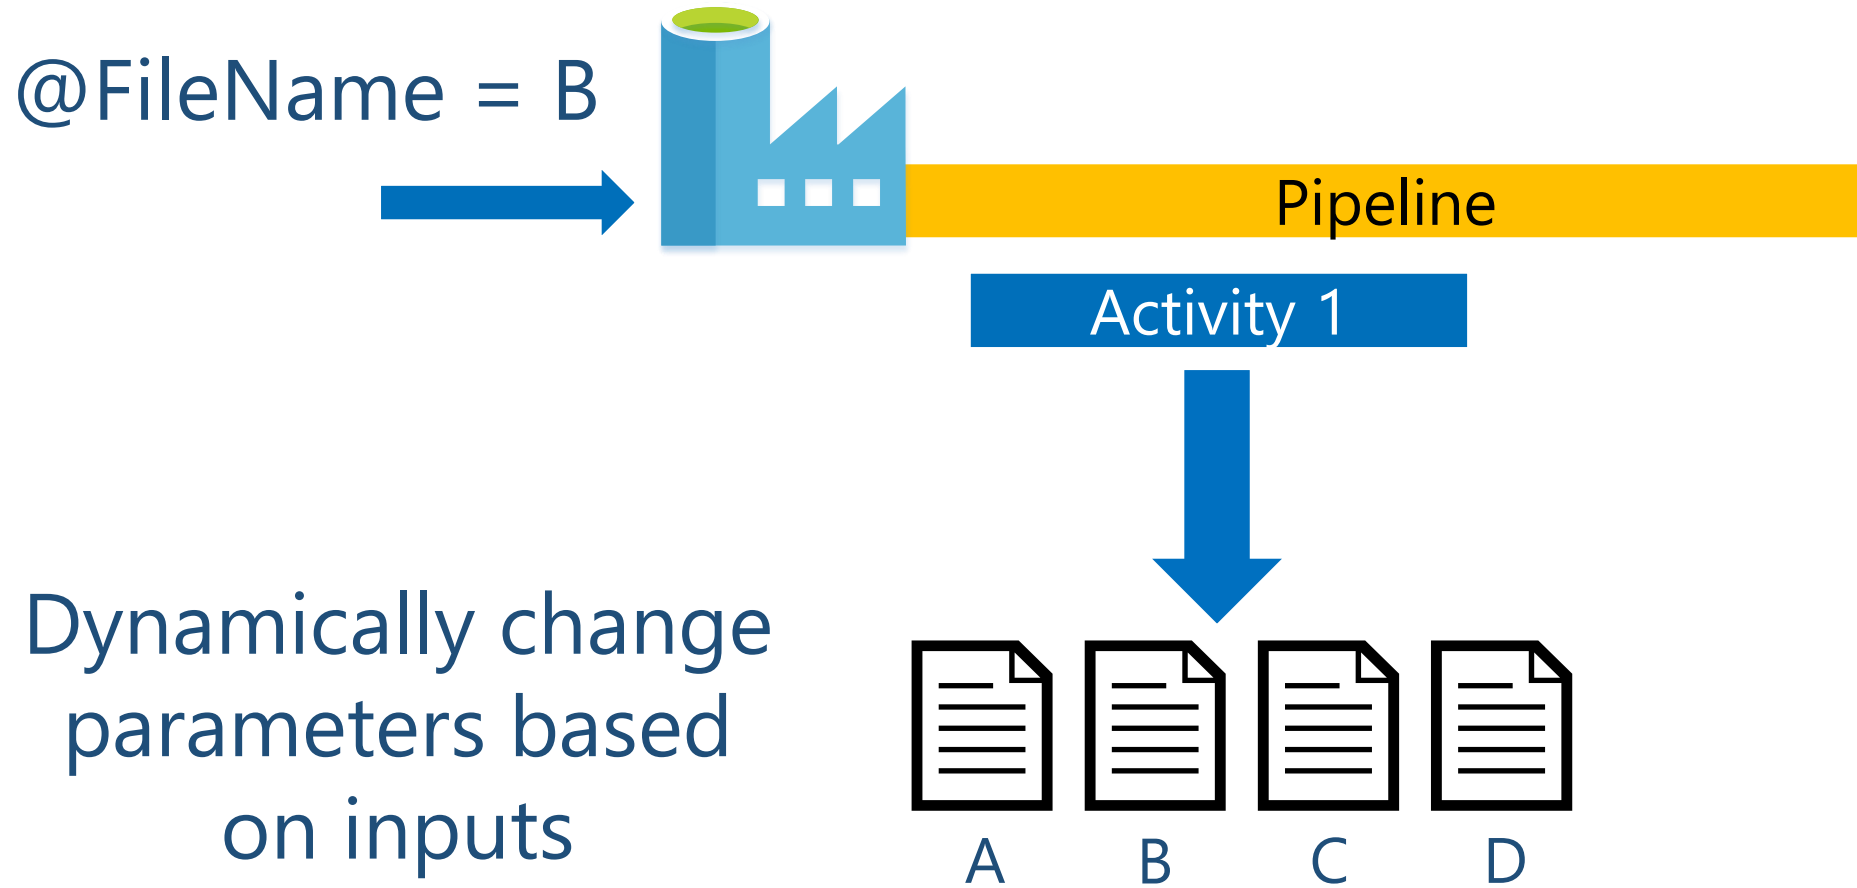 @FileName = B
Pipeline
Activity 1
Dynamically change
parameters based
on inputs
A
B
C
D